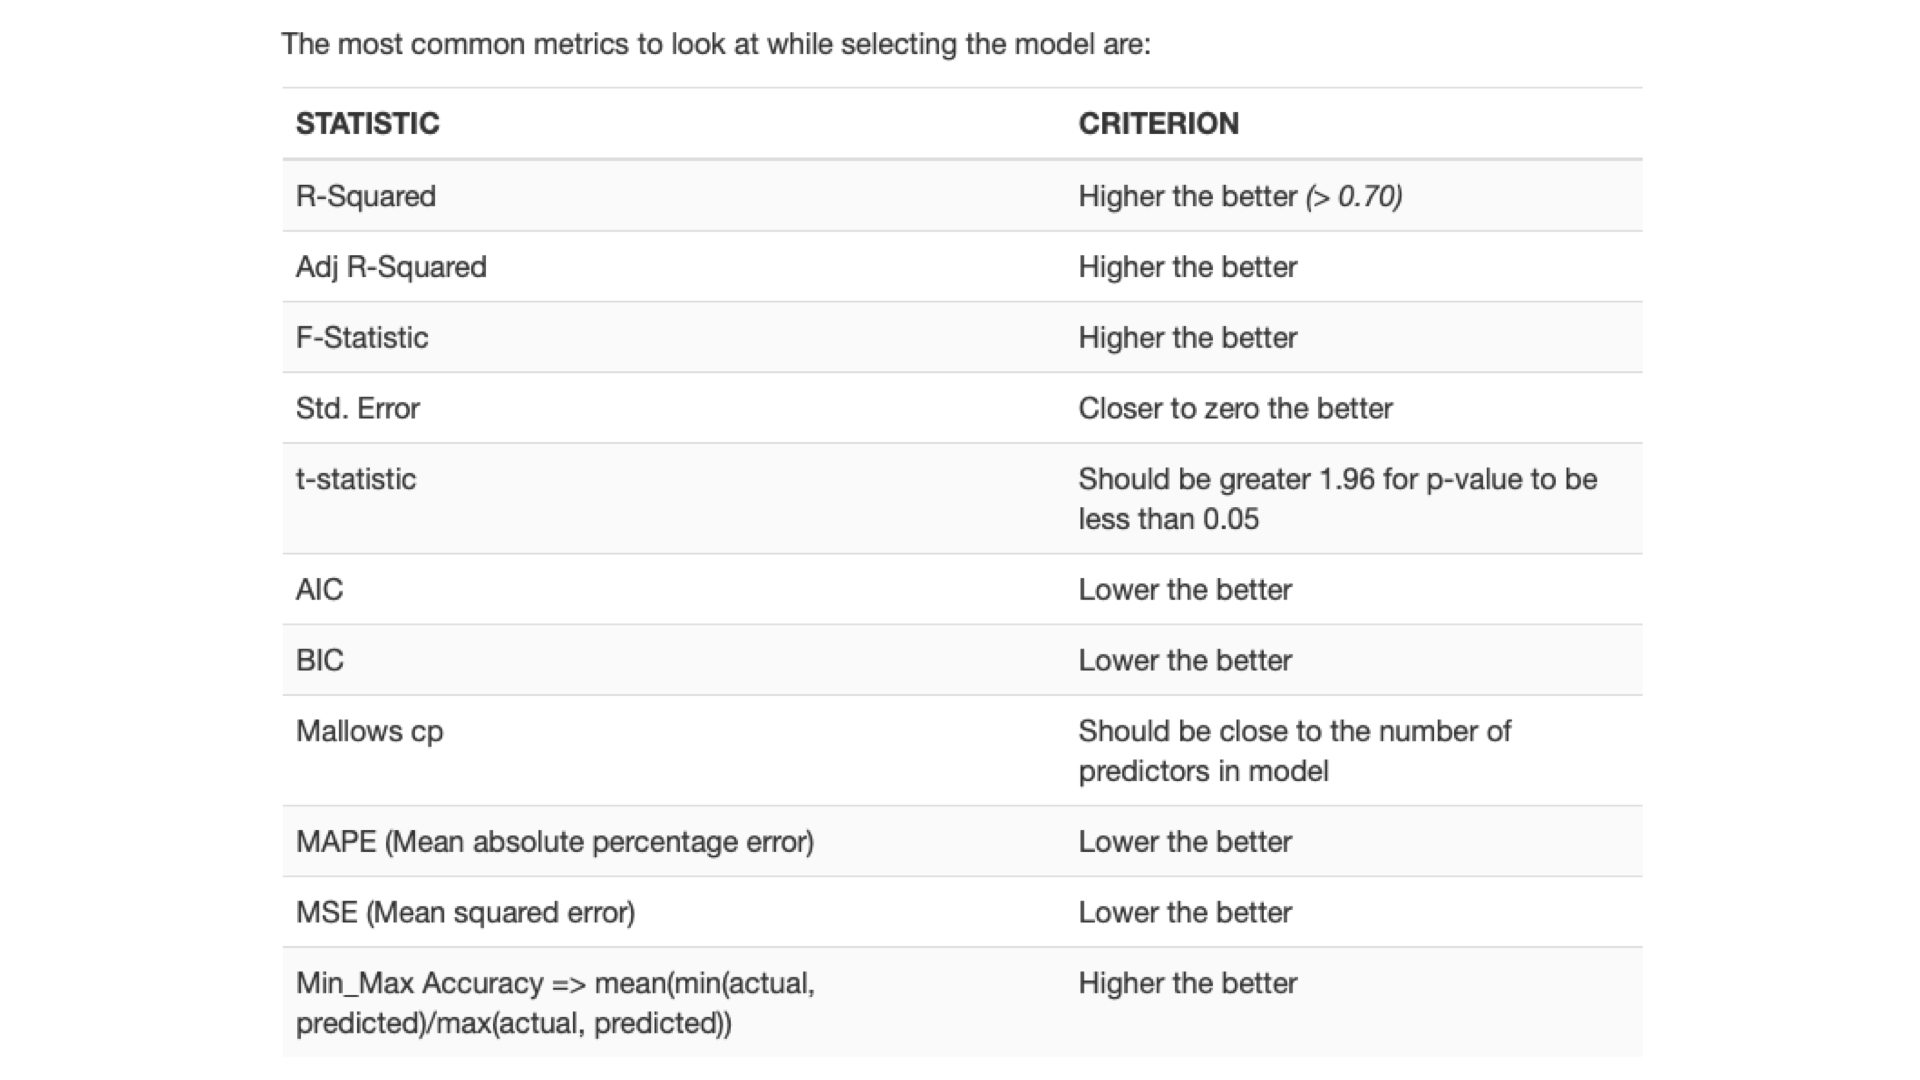 The most common metrics to look at while selecting the model are:
STATISTIC CRITERION
R-Squared Higher the better (> 0.70)
Adj R-Squared Higher the better
F-Statistic Higher the better
Std. Error Closer to zero the better
t-statistic Should be greater 1.96 for p-value to be
less than 0.05
AIC Lower the better
BIC Lower the better
Mallows cp Should be close to the number of
predictors in model
MAPE (Mean absolute percentage error) Lower the better
MSE (Mean squared error) Lower the better
Min_Max Accuracy => mean(min(actual, Higher the better
predicted)/max(actual, predicted))